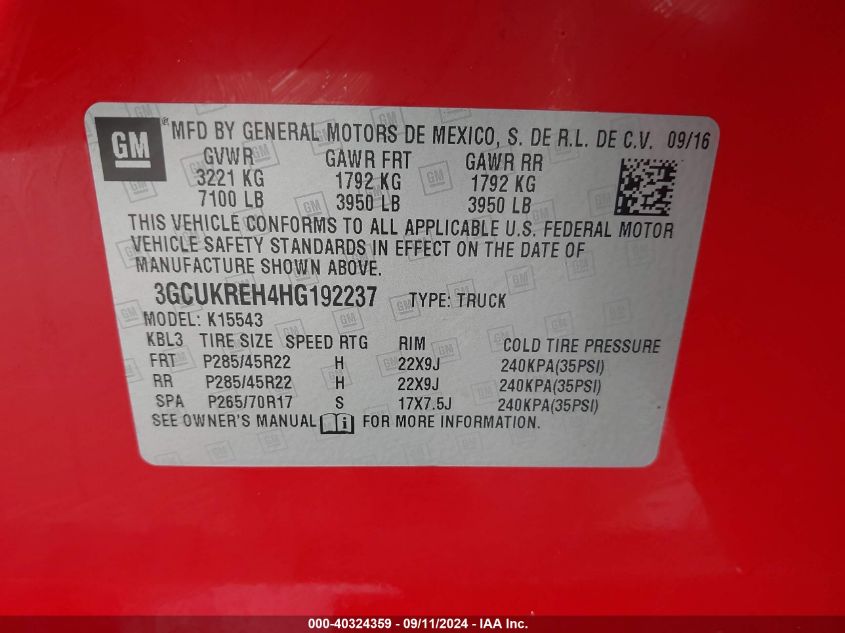 GM ® MFD BY GENERAL MOTORS DE MEXICO, S. DE R.L. DE C.V. 09/16
GVWR GAWR FRT GAWR RR
3221 KG 1792 KG 1792 KG
7100 LB 3950 LB 3950 LB
THIS VEHICLE CONFORMS TO ALL APPLICABLE U.S. FEDERAL MOTOR
VEHICLE SAFETY STANDARDS IN EFFECT ON THE DATE OF
MANUFACTURE SHOWN ABOVE.
3GCUKREH4HG192237 TYPE: TRUCK
MODEL: K15543
KBL3 TIRE SIZE SPEED RTG RIM COLD TIRE PRESSURE
FRT P285/45R22 H 22X9J 240KPA(35PSI)
RR P285/45R22 H 22X9J 240KPA(35PSI)
SPA P265/70R17 S 17X7.5J 240KPA(35PSI)
SEE OWNER'S MANUAL i FOR MORE INFORMATION.
000-40324359 - 09/11/2024 - IAA Inc.